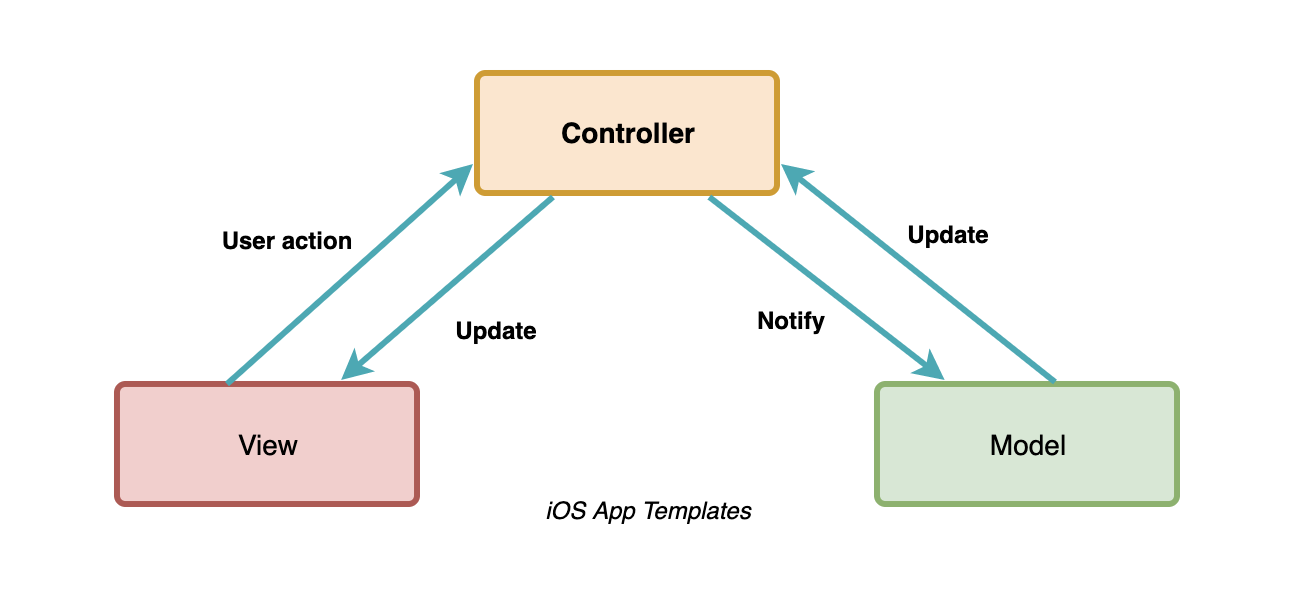 Controller
User action
Update
Update
Notify
View
Model
iOS App Templates